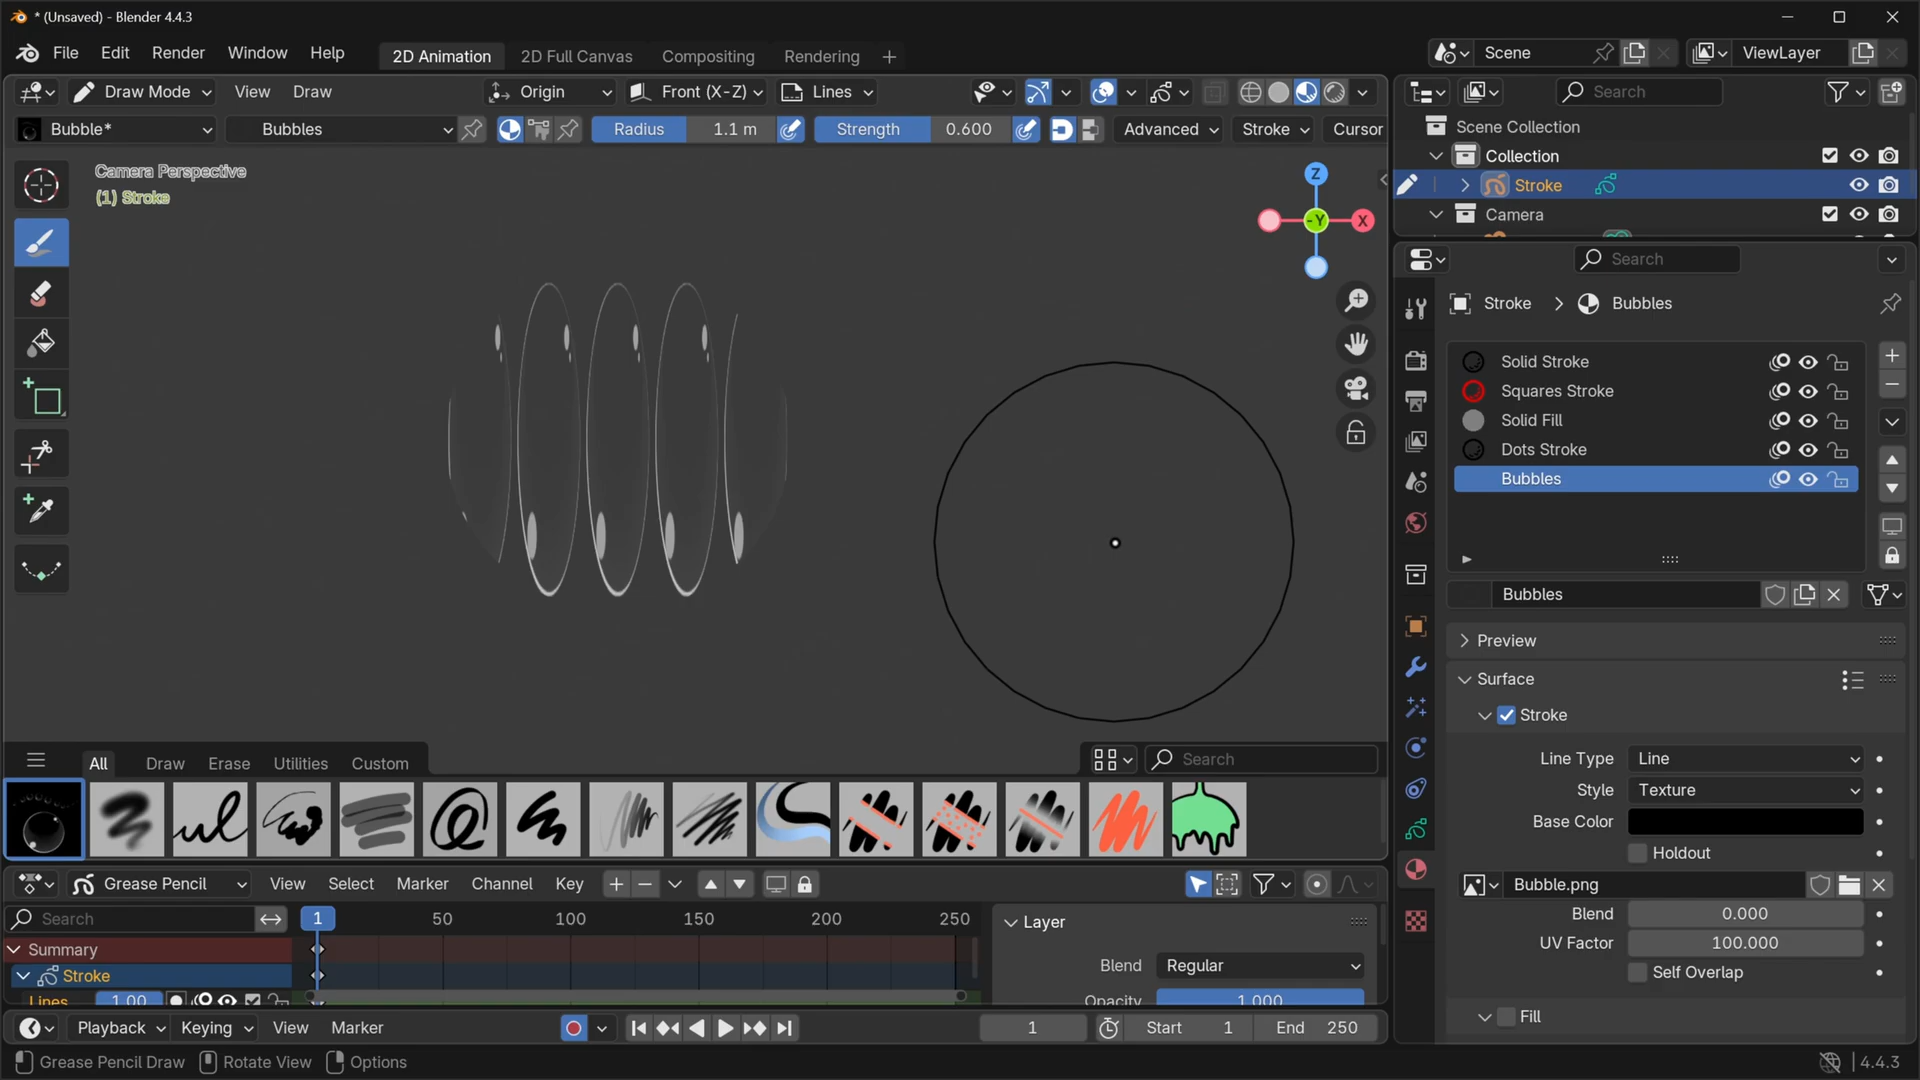 * (Unsaved) - Blender 4.4.3
File Edit Render Window Help 2D Animation 2D Full Canvas Compositing Rendering + Scene ViewLayer
Draw Mode View Draw Origin Front (X-Z) Lines Search
Bubble* Bubbles Radius 1.1 m Strength 0.600 Advanced Stroke Cursor
Scene Collection
Collection
Stroke
Camera
Camera Perspective
(1) Stroke
Z
-Y
X
Search
Stroke > Bubbles
Solid Stroke
Squares Stroke
Solid Fill
Dots Stroke
Bubbles
Bubbles
Preview
Surface
Stroke
Line Type Line
Style Texture
Base Color
Holdout
Bubble.png
Blend 0.000
UV Factor 100.000
Self Overlap
Fill
All Draw Erase Utilities Custom Search
Grease Pencil View Select Marker Channel Key
Search 1 50 100 150 200 250
Summary
Stroke
Lines 1.00
Layer
Blend Regular
Opacity 1.000
Playback Keying View Marker 1 Start 1 End 250
Grease Pencil Draw Rotate View Options 4.4.3